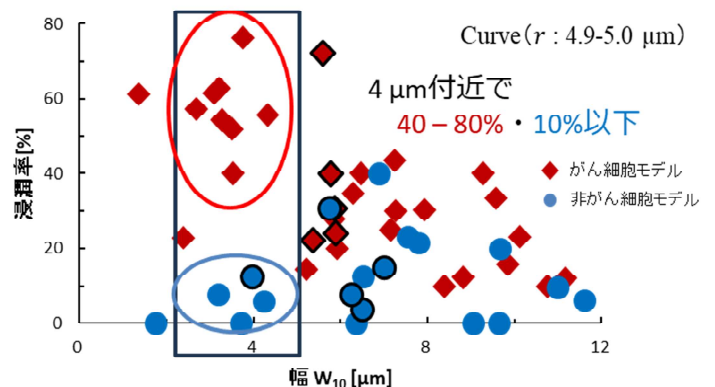 80
60
40
20
0
浸潤率[%]
Curve(r : 4.9-5.0 μm)
4 μm付近で
40 – 80%・10%以下
がん細胞モデル
非がん細胞モデル
0 4 8 12
幅 W10 [μm]